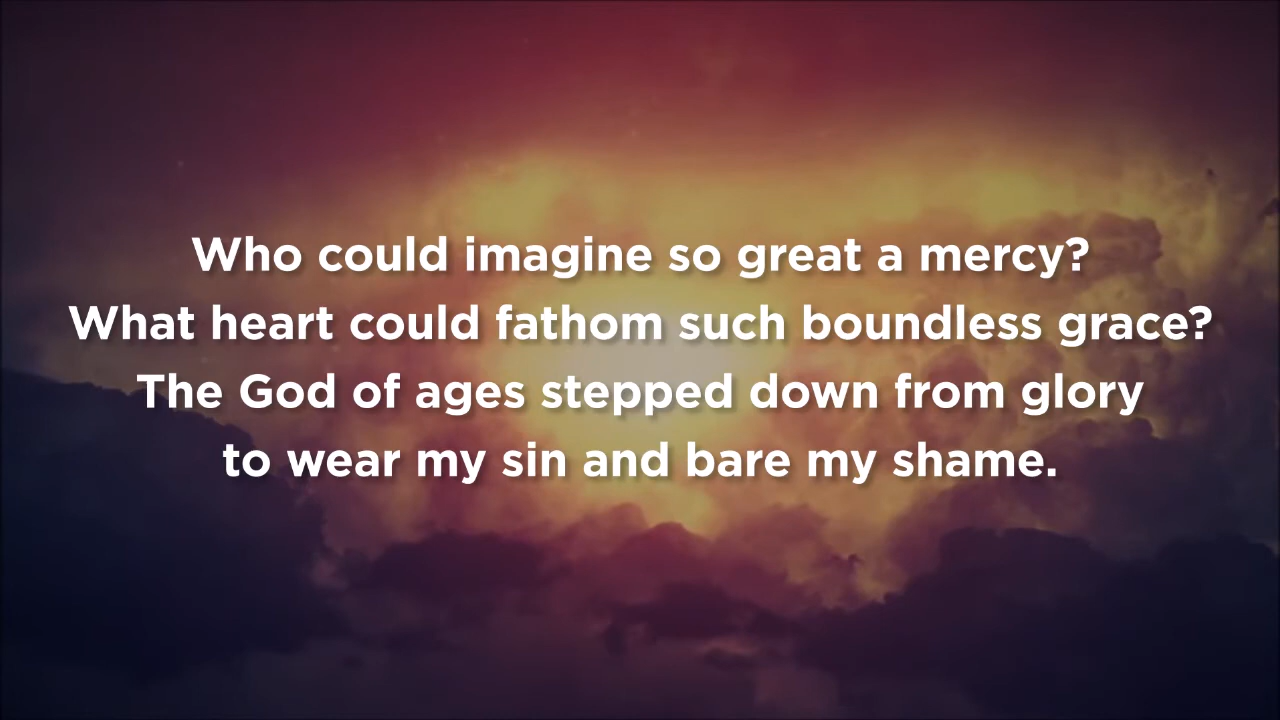 Who could imagine so great a mercy?
What heart could fathom such boundless grace?
The God of ages stepped down from glory
to wear my sin and bare my shame.